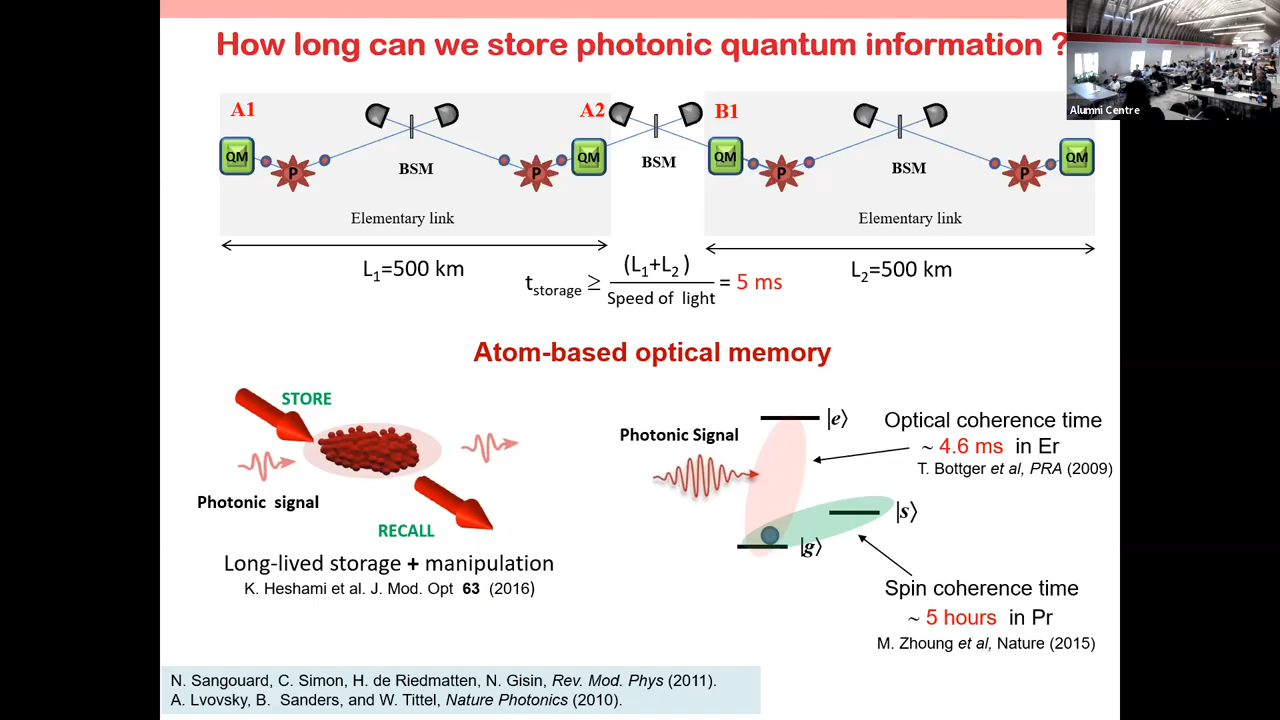 How long can we store photonic quantum information ?
Alumni Centre
A1
A2
B1
QM
P
BSM
P
QM
BSM
QM
P
BSM
P
QM
Elementary link
Elementary link
L1=500 km
tstorage ≥ (L1+L2 ) / Speed of light = 5 ms
L2=500 km
Atom-based optical memory
STORE
Photonic signal
RECALL
Long-lived storage + manipulation
K. Heshami et al. J. Mod. Opt 63 (2016)
Photonic Signal
|e⟩
|s⟩
|g⟩
Optical coherence time
~ 4.6 ms in Er
T. Bottger et al, PRA (2009)
Spin coherence time
~ 5 hours in Pr
M. Zhoung et al, Nature (2015)
N. Sangouard, C. Simon, H. de Riedmatten, N. Gisin, Rev. Mod. Phys (2011).
A. Lvovsky, B. Sanders, and W. Tittel, Nature Photonics (2010).